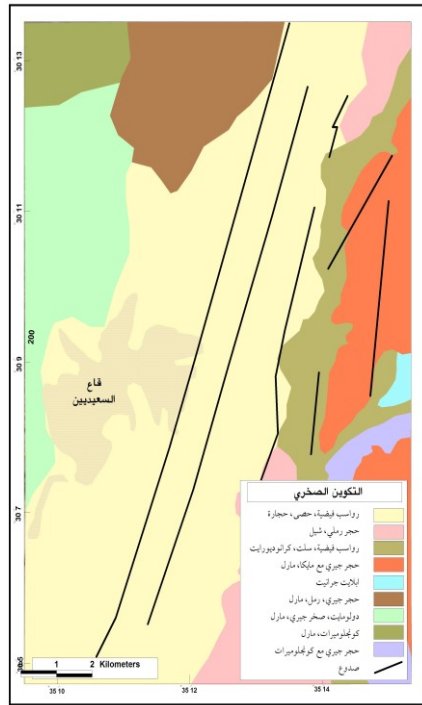 30 13
30 11
200
30 9
قاع
السعيديين
30 7
30 5
التكوين الصخري
رواسب فيضية، حصى، حجارة
حجر رملي، شيل
رواسب فيضية، سلت، كرانوديورايت
حجر جيري مع مايكا، مارل
ابلايت جرانيت
حجر جيري، رمل، مارل
دولومايت، صخر جيري، مارل
كونجلوميرات، مارل
حجر جيري مع كونجلوميرات
صدوع
0 1 2 Kilometers
35 10 35 12 35 14